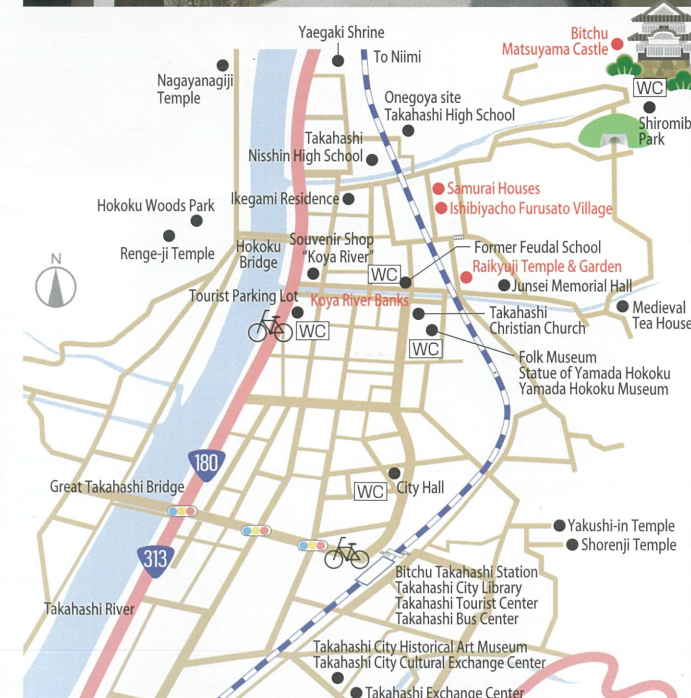 Yaegaki Shrine
Bitchu
Matsuyama Castle
To Niimi
Nagayanagiji
Temple
WC
Onegoya site
Takahashi High School
Shiromib
Park
Takahashi
Nisshin High School
Samurai Houses
Ikegami Residence
Hokoku Woods Park
Ishibiyacho Furusato Village
Renge-ji Temple
Hokoku
Bridge
Souvenir Shop
"Koya River"
Former Feudal School
N
WC
Raikyuji Temple & Garden
Junsei Memorial Hall
Tourist Parking Lot
Koya River Banks
Medieval
Tea House
WC
Takahashi
Christian Church
WC
Folk Museum
Statue of Yamada Hokoku
Yamada Hokoku Museum
180
Great Takahashi Bridge
WC
City Hall
Yakushi-in Temple
Shorenji Temple
313
Bitchu Takahashi Station
Takahashi City Library
Takahashi Tourist Center
Takahashi Bus Center
Takahashi River
Takahashi City Historical Art Museum
Takahashi City Cultural Exchange Center
Takahashi Exchange Center